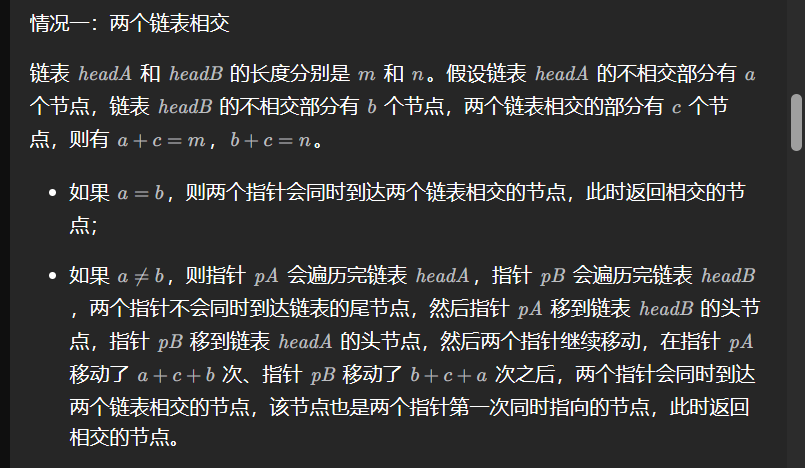 情况一：两个链表相交
链表 headA 和 headB 的长度分别是 m 和 n。假设链表 headA 的不相交部分有 a
个节点，链表 headB 的不相交部分有 b 个节点，两个链表相交的部分有 c 个节
点，则有 a + c = m，b + c = n。
• 如果 a = b，则两个指针会同时到达两个链表相交的节点，此时返回相交的节
点；
• 如果 a ≠ b，则指针 pA 会遍历完链表 headA，指针 pB 会遍历完链表 headB
，两个指针不会同时到达链表的尾节点，然后指针 pA 移到链表 headB 的头节
点，指针 pB 移到链表 headA 的头节点，然后两个指针继续移动，在指针 pA
移动了 a + c + b 次、指针 pB 移动了 b + c + a 次之后，两个指针会同时到达
两个链表相交的节点，该节点也是两个指针第一次同时指向的节点，此时返回
相交的节点。